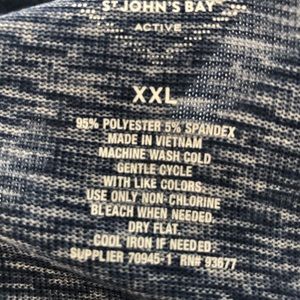 ST. JOHN'S BAY
ACTIVE
XXL
95% POLYESTER 5% SPANDEX
MADE IN VIETNAM
MACHINE WASH COLD
GENTLE CYCLE
WITH LIKE COLORS.
USE ONLY NON-CHLORINE
BLEACH WHEN NEEDED.
DRY FLAT.
COOL IRON IF NEEDED.
SUPPLIER 70945-1 RN# 93677